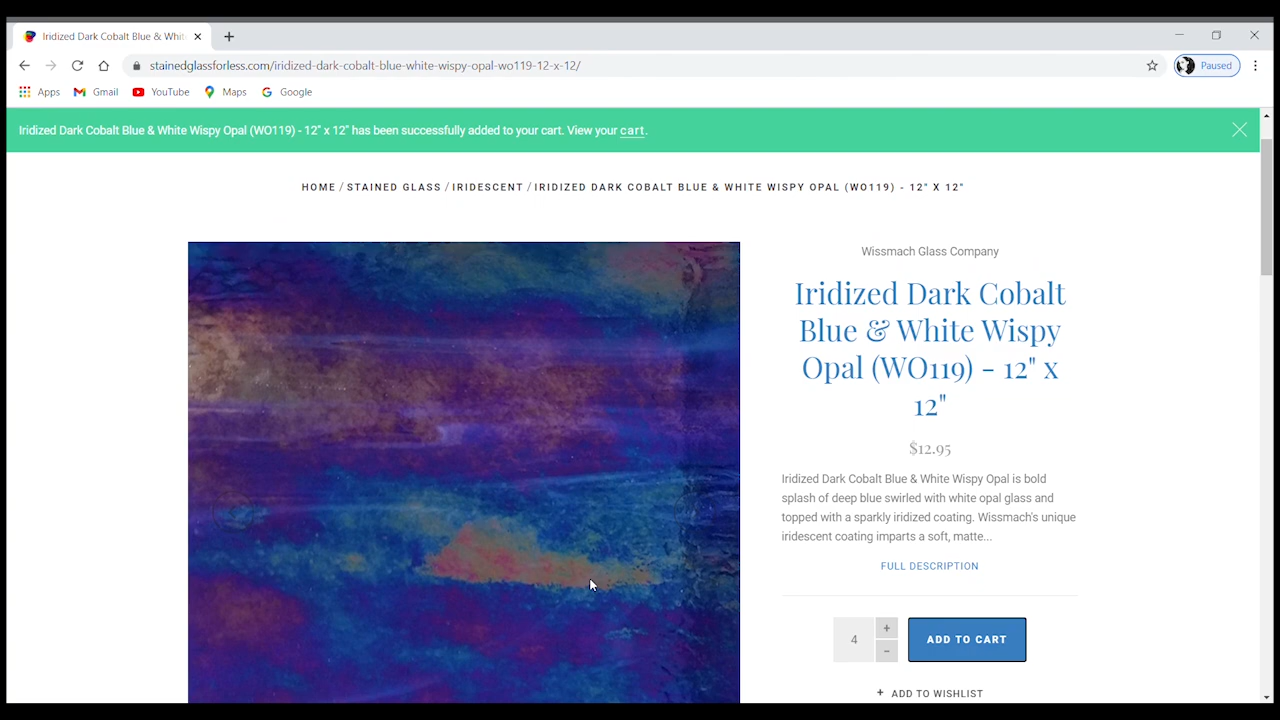 Iridized Dark Cobalt Blue & Whit
stainedglassforless.com/iridized-dark-cobalt-blue-white-wispy-opal-wo119-12-x-12/
Paused
Apps Gmail YouTube Maps Google
Iridized Dark Cobalt Blue & White Wispy Opal (WO119) - 12" x 12" has been successfully added to your cart. View your cart.
HOME / STAINED GLASS / IRIDESCENT / IRIDIZED DARK COBALT BLUE & WHITE WISPY OPAL (WO119) - 12" X 12"
Wissmach Glass Company
Iridized Dark Cobalt
Blue & White Wispy
Opal (WO119) - 12" x
12"
$12.95
Iridized Dark Cobalt Blue & White Wispy Opal is bold
splash of deep blue swirled with white opal glass and
topped with a sparkly iridized coating. Wissmach's unique
iridescent coating imparts a soft, matte...
FULL DESCRIPTION
4 + -
ADD TO CART
+ ADD TO WISHLIST